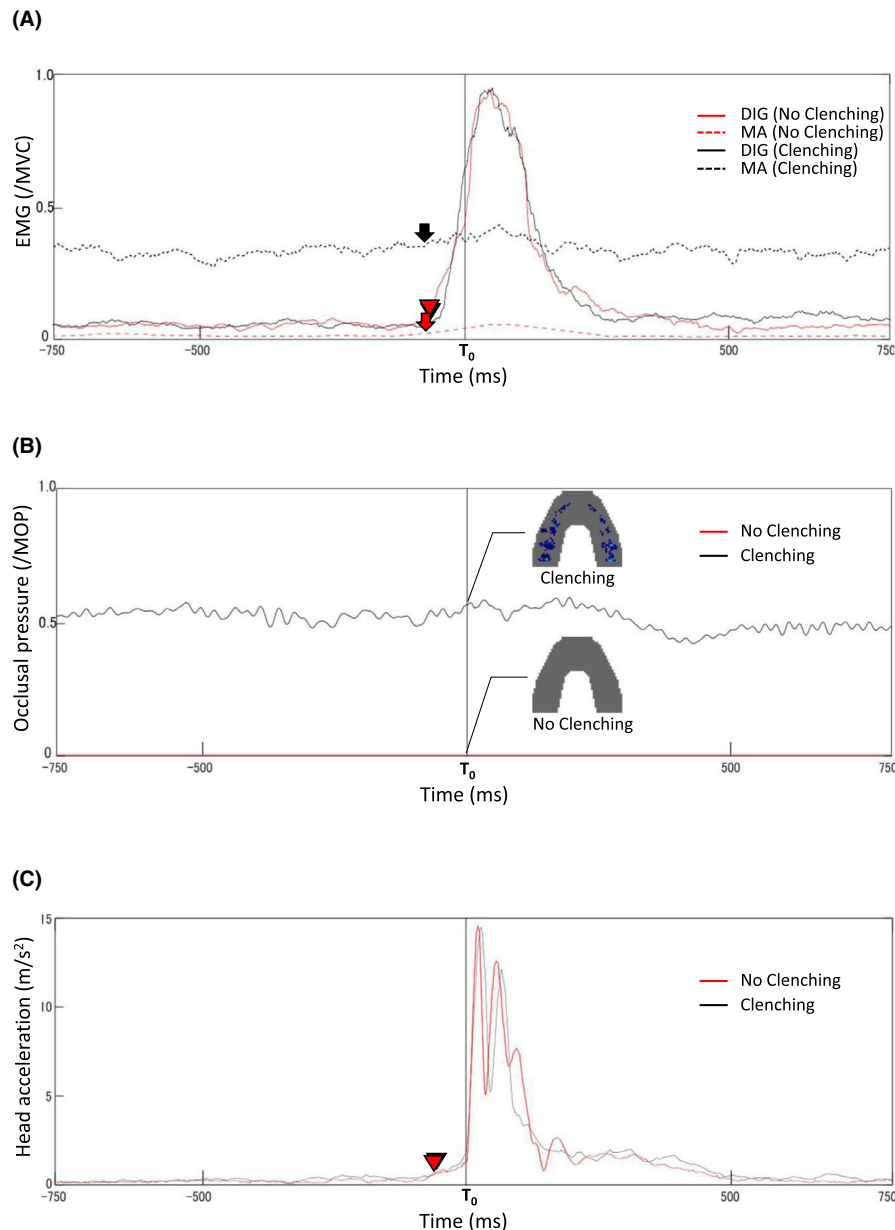 (A)
1.0
0.5
0
EMG (/MVC)
DIG (No Clenching)
MA (No Clenching)
DIG (Clenching)
MA (Clenching)
−750
−500
T₀
500
750
Time (ms)
(B)
1.0
0.5
0
Occlusal pressure (/MOP)
Clenching
No Clenching
No Clenching
Clenching
−750
−500
T₀
500
750
Time (ms)
(C)
15
10
5
0
Head acceleration (m/s²)
No Clenching
Clenching
−750
−500
T₀
500
750
Time (ms)